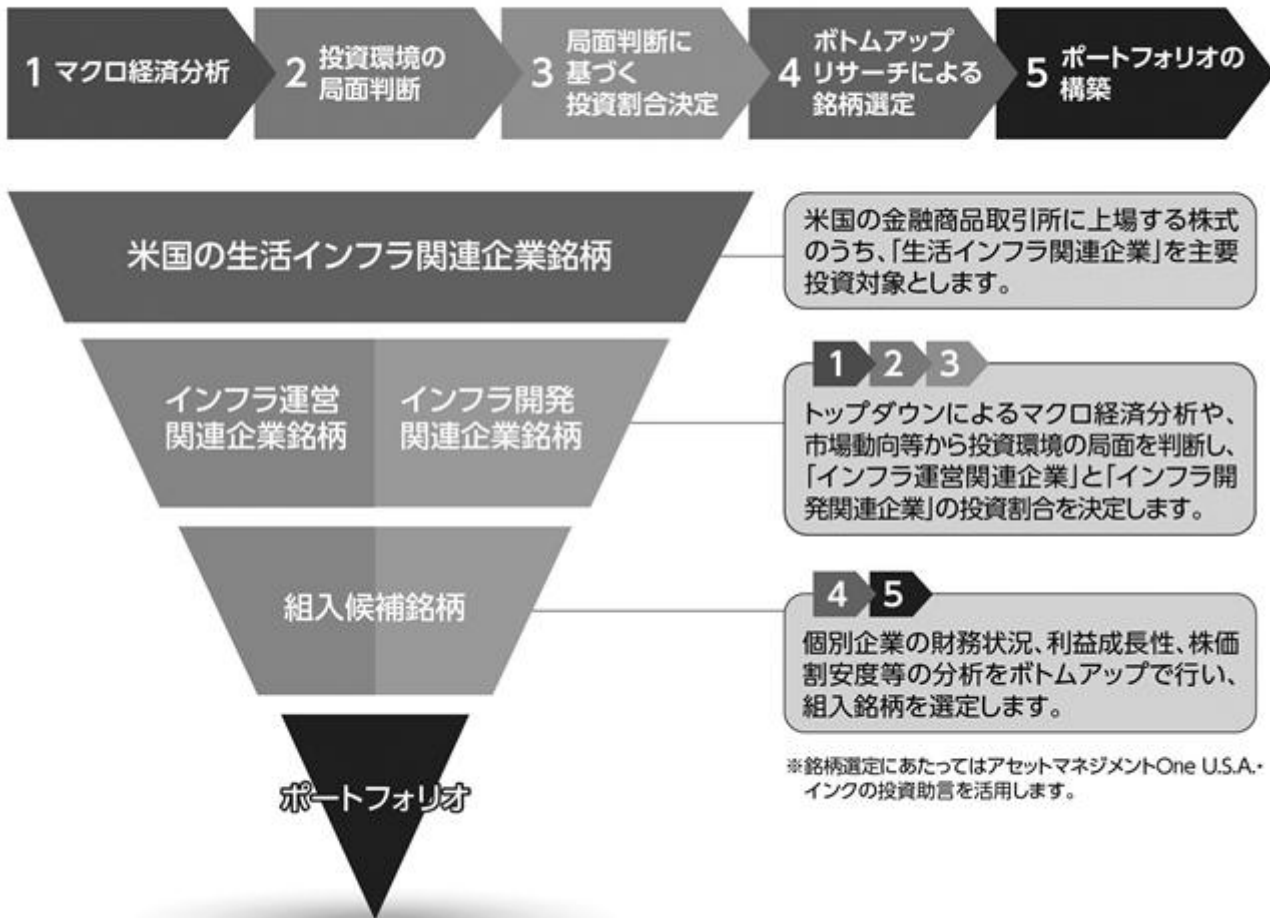 1 マクロ経済分析
2 投資環境の
局面判断
3 局面判断に
基づく
投資割合決定
4 ボトムアップ
リサーチによる
銘柄選定
5 ポートフォリオの
構築
米国の生活インフラ関連企業銘柄
米国の金融商品取引所に上場する株式
のうち、「生活インフラ関連企業」を主要
投資対象とします。
インフラ運営
関連企業銘柄
インフラ開発
関連企業銘柄
1 2 3
トップダウンによるマクロ経済分析や、
市場動向等から投資環境の局面を判断し、
「インフラ運営関連企業」と「インフラ開
発関連企業」の投資割合を決定します。
組入候補銘柄
4 5
個別企業の財務状況、利益成長性、株価
割安度等の分析をボトムアップで行い、
組入銘柄を選定します。
※銘柄選定にあたってはアセットマネジメントOne U.S.A.・
インクの投資助言を活用します。
ポートフォリオ